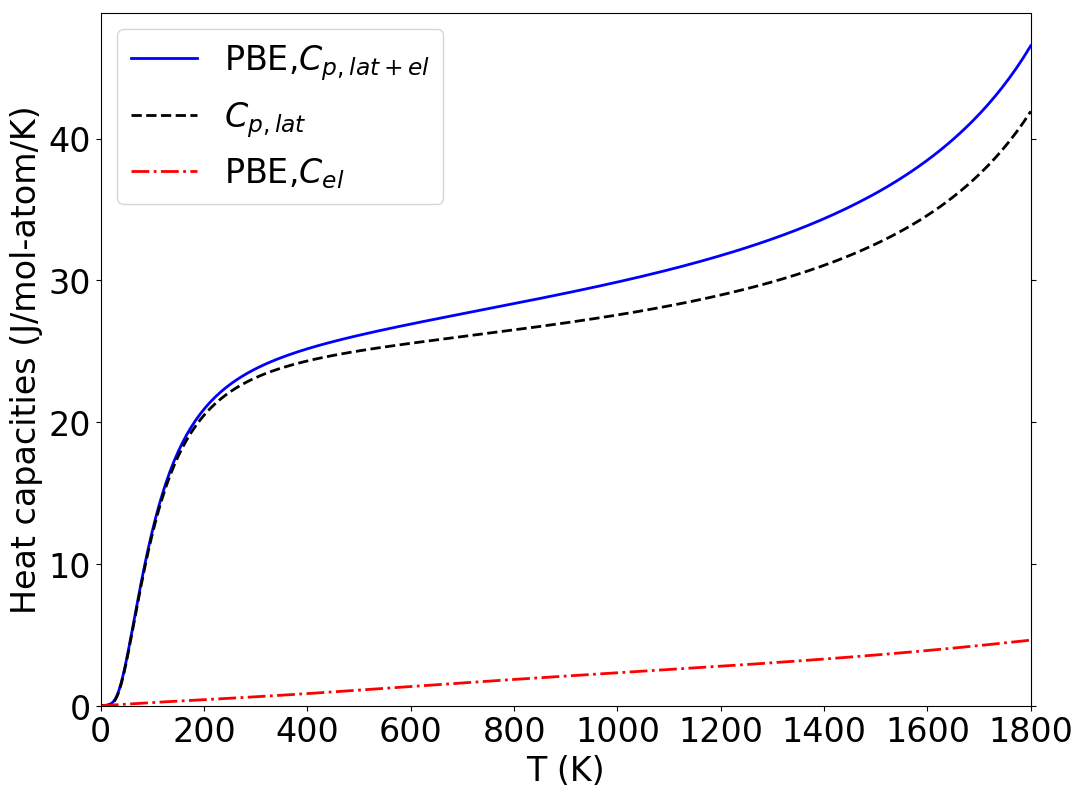 PBE,C_{p,lat+el}
C_{p,lat}
PBE,C_{el}
Heat capacities (J/mol-atom/K)
40
30
20
10
0
0 200 400 600 800 1000 1200 1400 1600 1800
T (K)